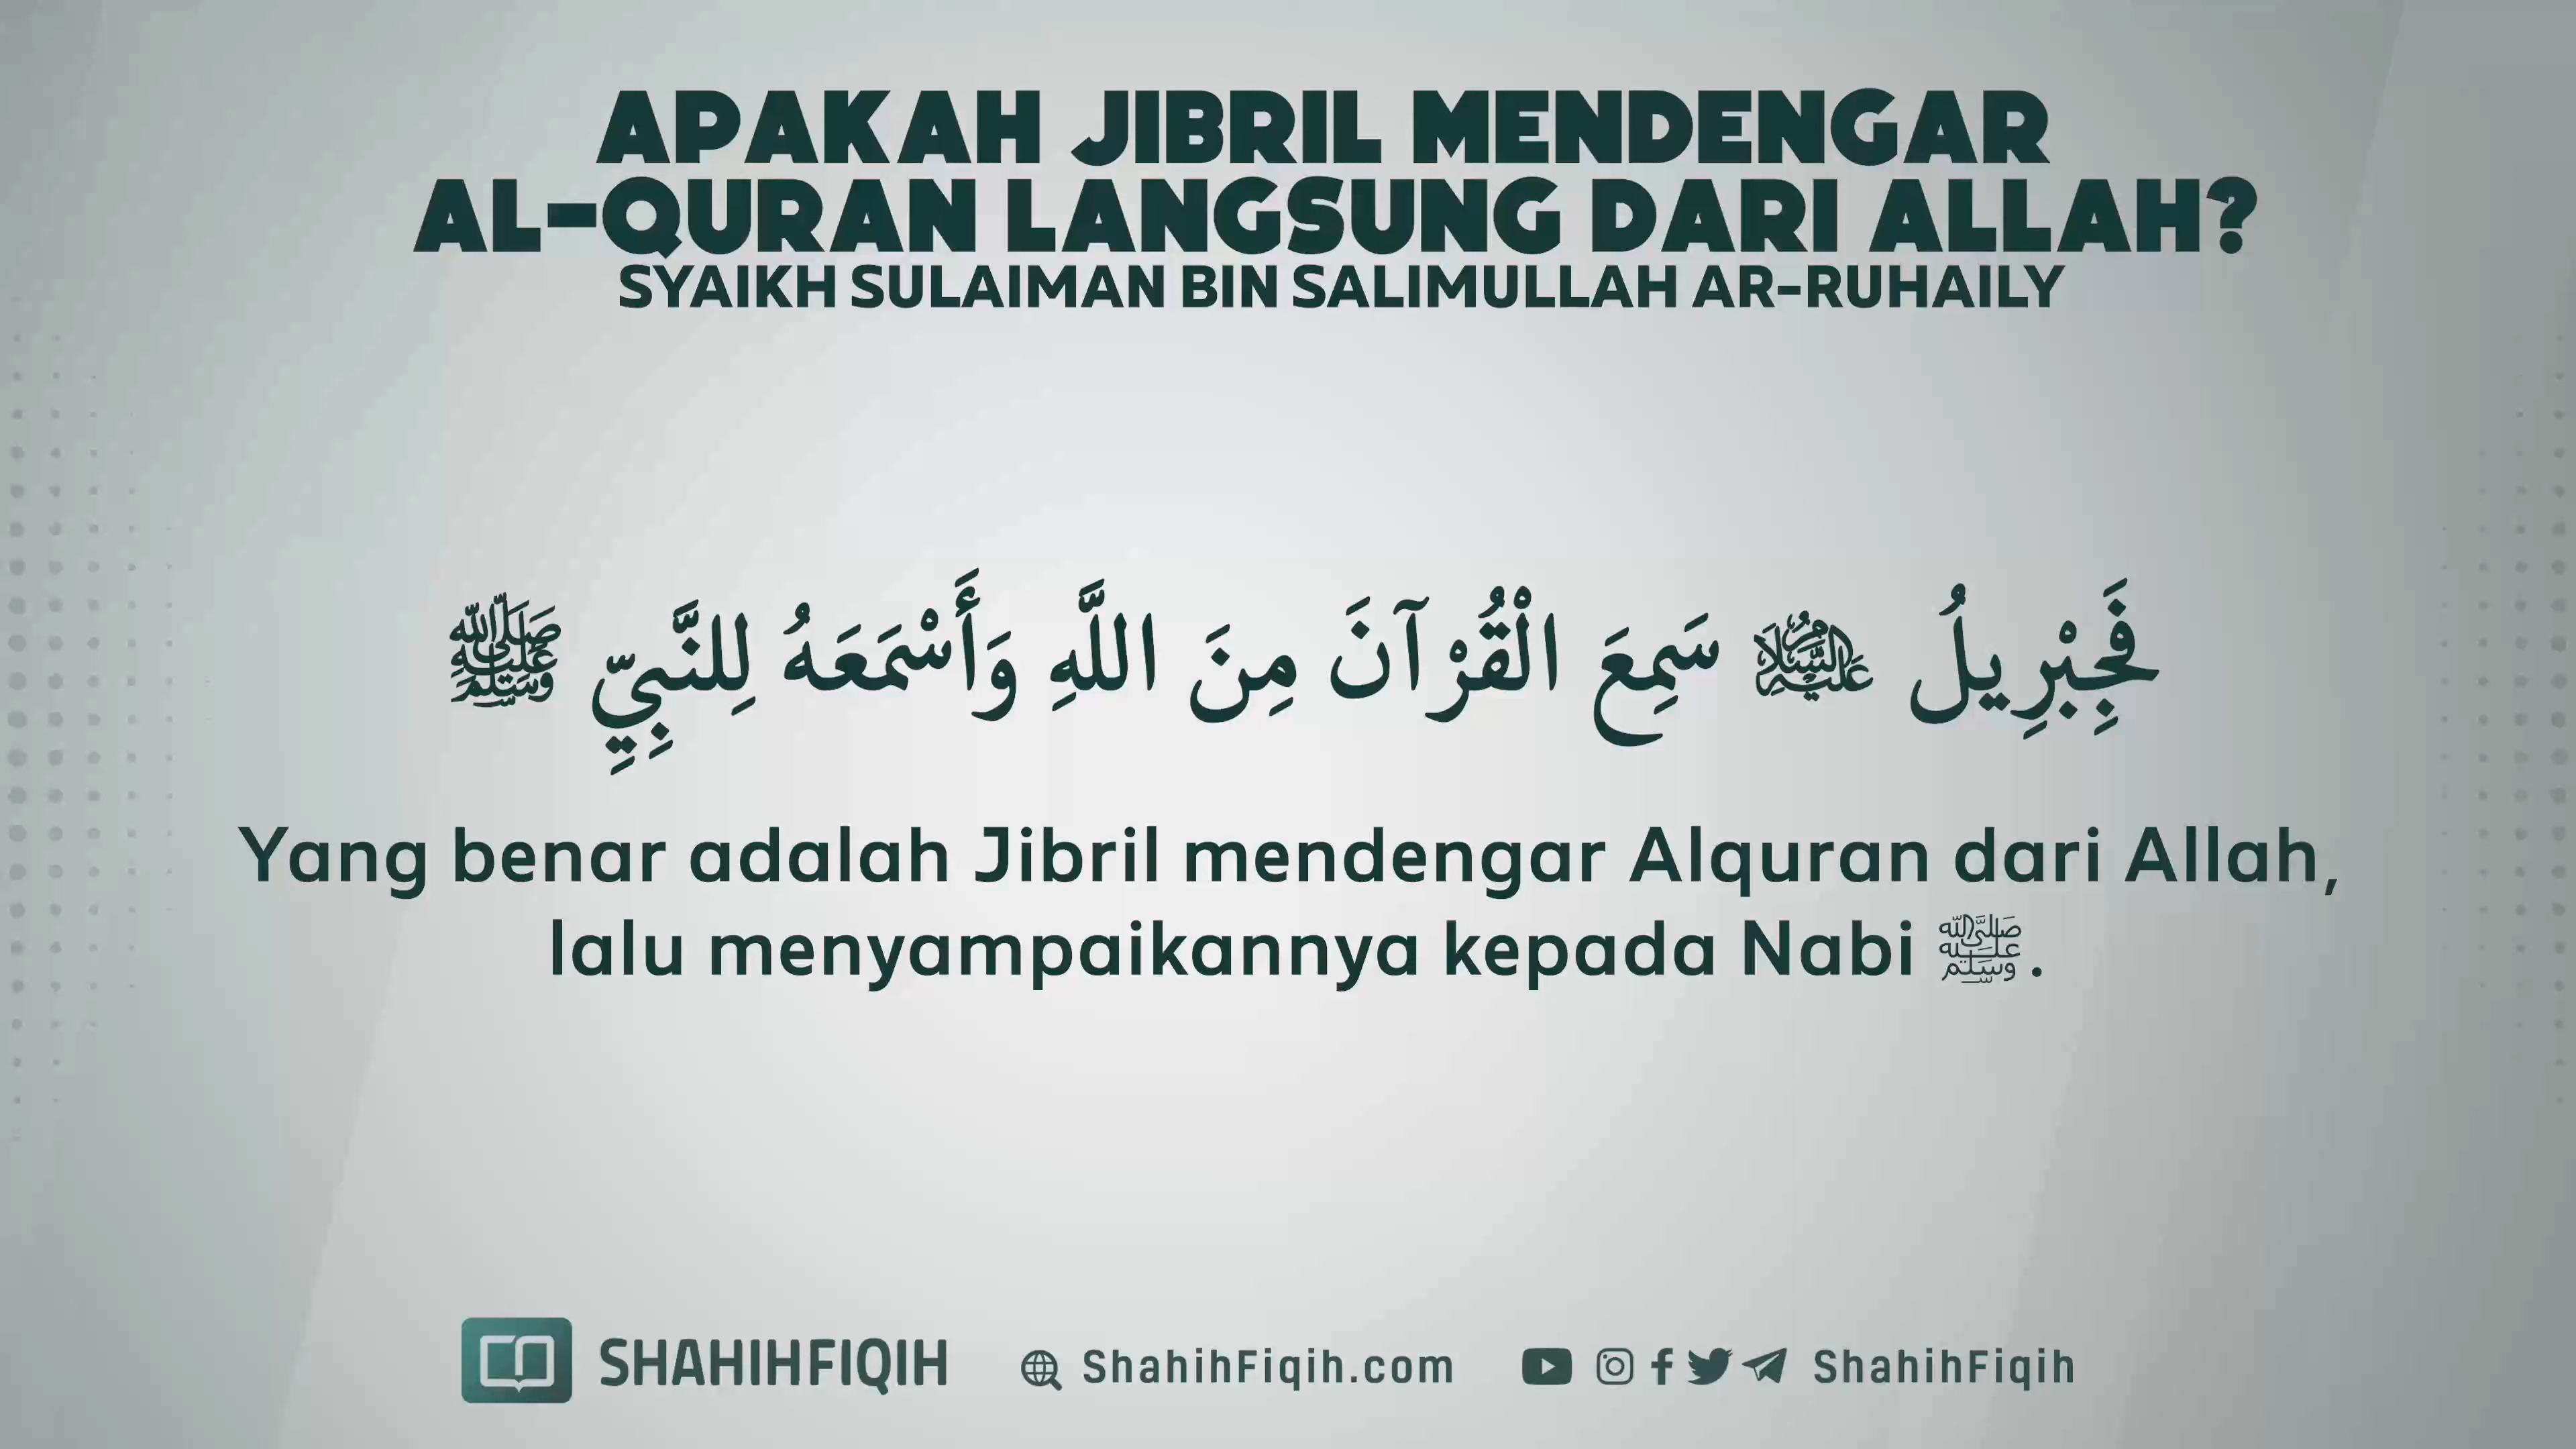 APAKAH JIBRIL MENDENGAR
AL-QURAN LANGSUNG DARI ALLAH?
SYAIKH SULAIMAN BIN SALIMULLAH AR-RUHAILY
فَجِبْرِيلُ عَلَيْهِ السَّلَامُ سَمِعَ الْقُرْآنَ مِنَ اللَّهِ وَأَسْمَعَهُ لِلنَّبِيِّ ﷺ
Yang benar adalah Jibril mendengar Alquran dari Allah,
lalu menyampaikannya kepada Nabi ﷺ.
SHAHIHFIQIH ShahihFiqih.com ShahihFiqih